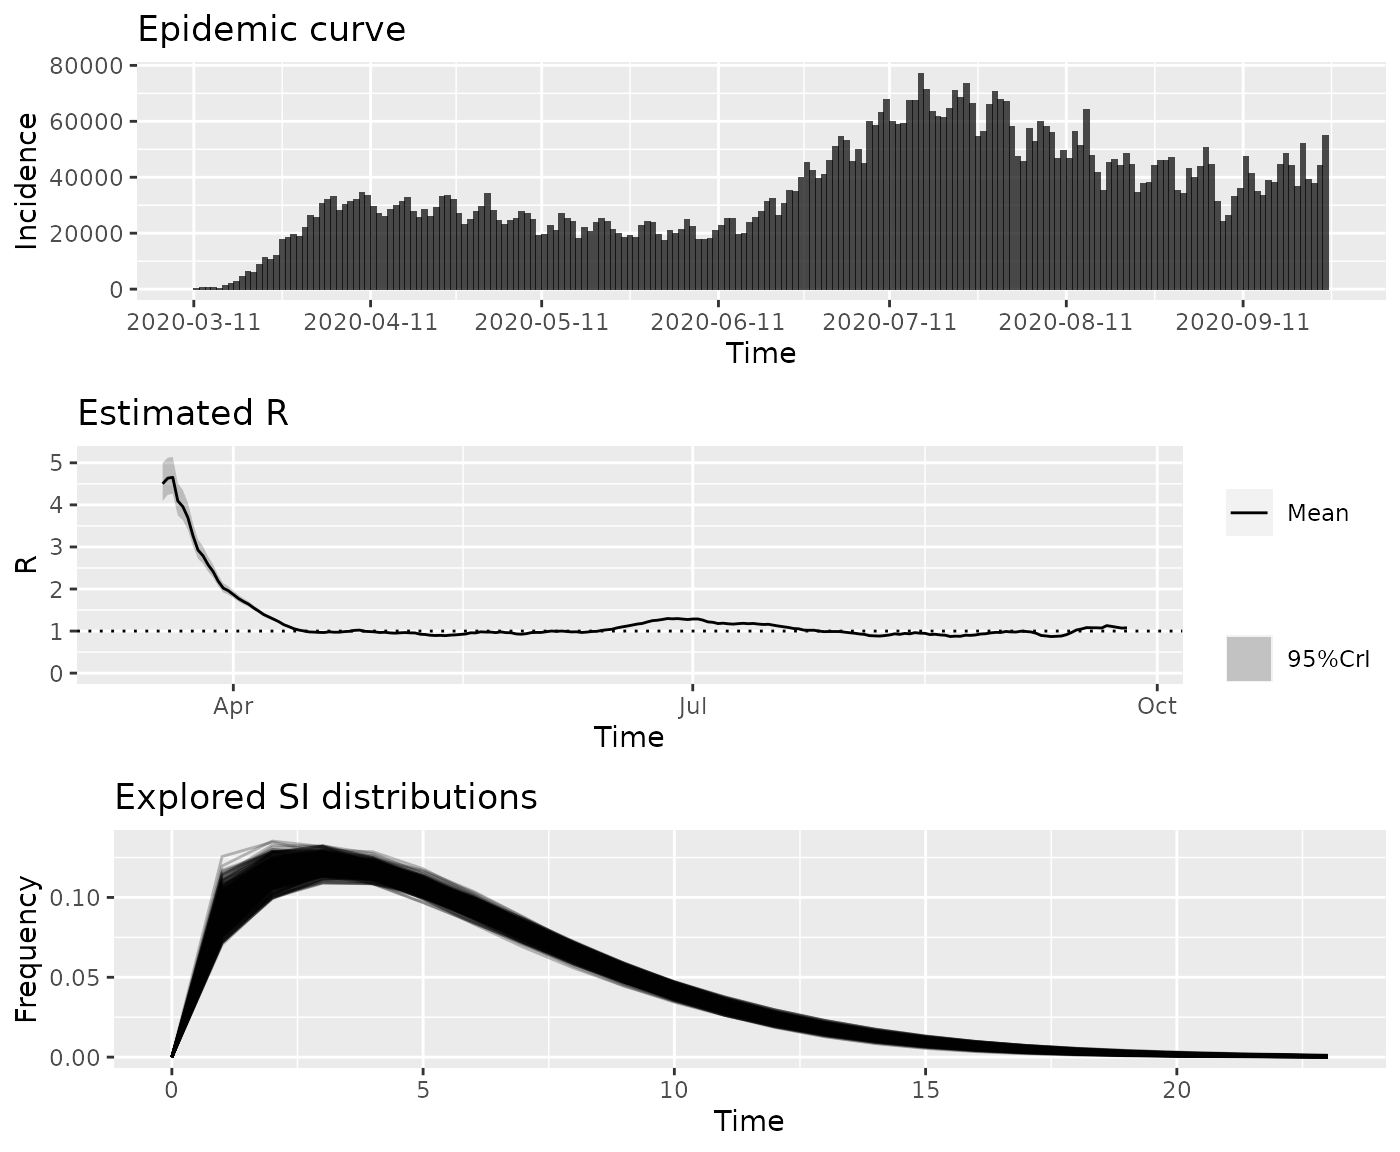 Epidemic curve
80000
60000
40000
20000
0
Incidence
2020-03-11 2020-04-11 2020-05-11 2020-06-11 2020-07-11 2020-08-11 2020-09-11
Time
Estimated R
5
4
3
2
1
0
R
Apr Jul Oct
Time
Mean
95%CrI
Explored SI distributions
0.10
0.05
0.00
Frequency
0 5 10 15 20
Time